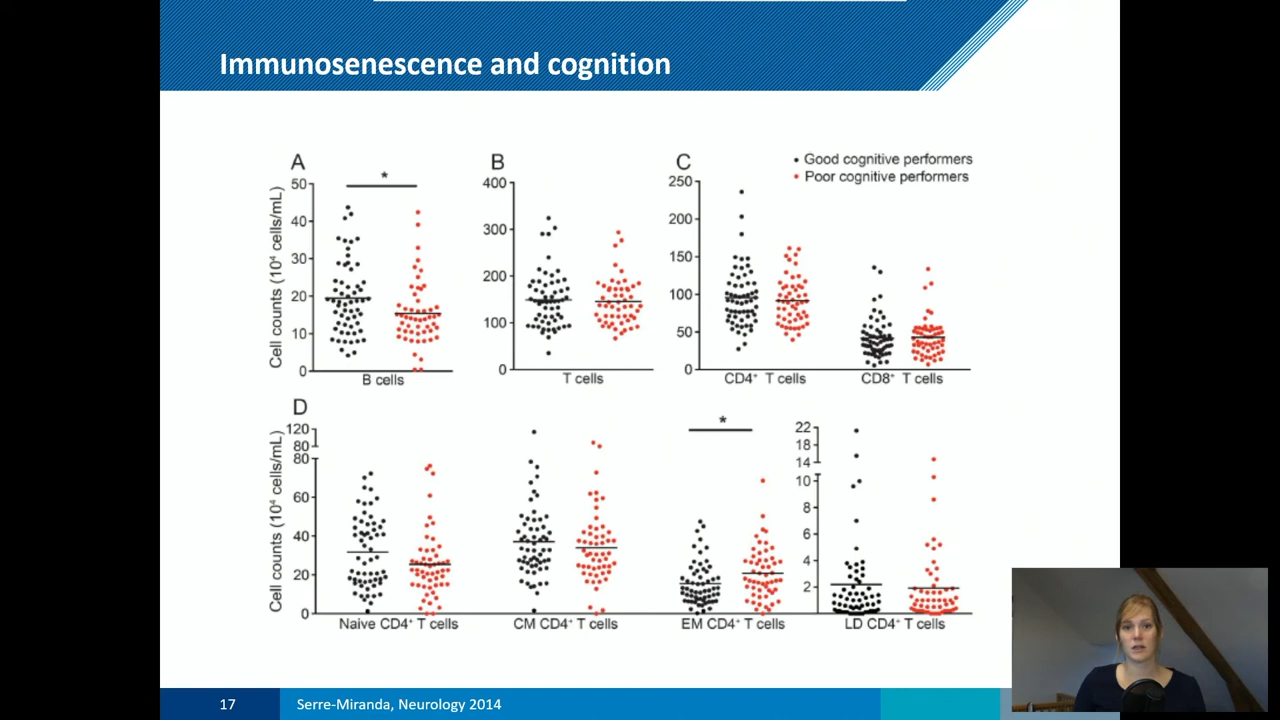 Immunosenescence and cognition
A
B
C
• Good cognitive performers
• Poor cognitive performers
Cell counts (10⁴ cells/mL)
50
40
30
20
10
0
*
B cells
400
300
200
100
0
T cells
250
200
150
100
50
0
CD4⁺ T cells
CD8⁺ T cells
D
Cell counts (10⁴ cells/mL)
120
80
80
60
40
20
0
Naive CD4⁺ T cells
CM CD4⁺ T cells
*
EM CD4⁺ T cells
22
18
14
10
8
6
4
2
LD CD4⁺ T cells
17
Serre-Miranda, Neurology 2014